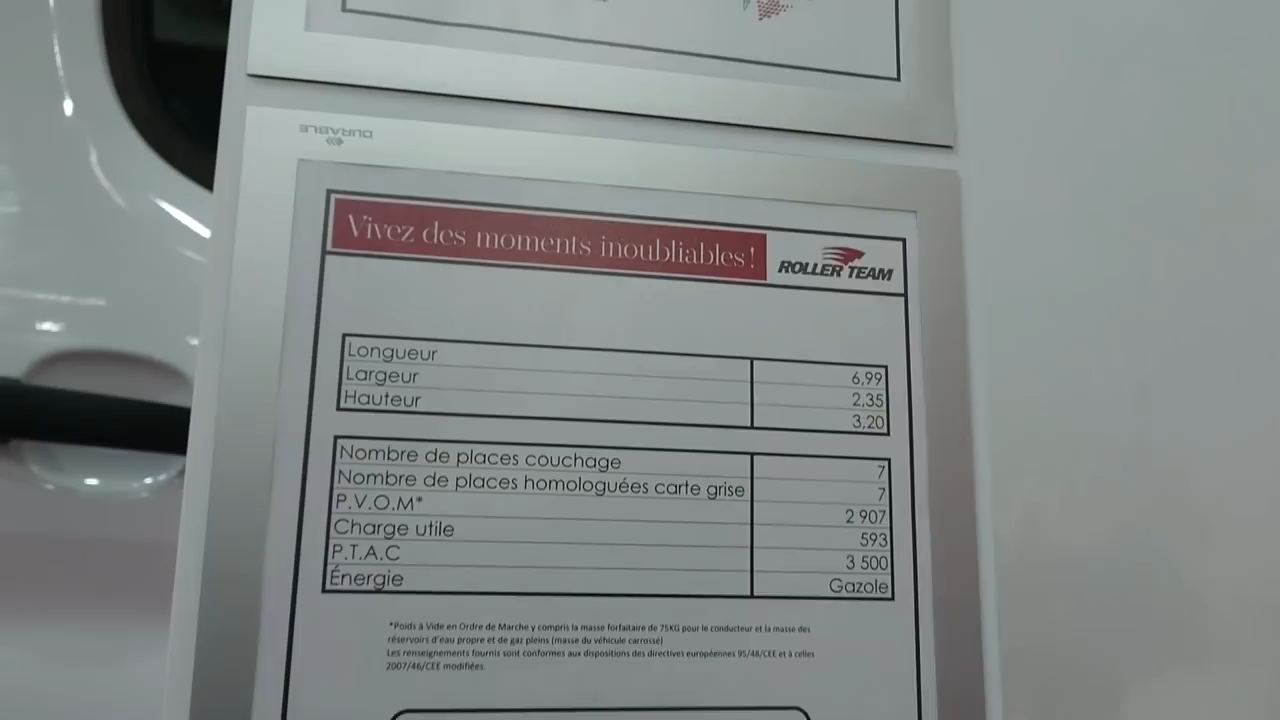 DURABLE
Vivez des moments inoubliables!
ROLLER TEAM
Longueur 6,99
Largeur 2,35
Hauteur 3,20
Nombre de places couchage 7
Nombre de places homologuées carte grise 7
P.V.O.M* 2 907
Charge utile 593
P.T.A.C 3 500
Énergie Gazole
*Poids à Vide en Ordre de Marche y compris la masse forfaitaire de 75KG pour le conducteur et la masse des
réservoirs d'eau propre et de gaz pleins (masse du véhicule carrossé)
Les renseignements fournis sont conformes aux dispositions des directives européennes 95/48/CEE et à celles
2007/46/CEE modifiées.